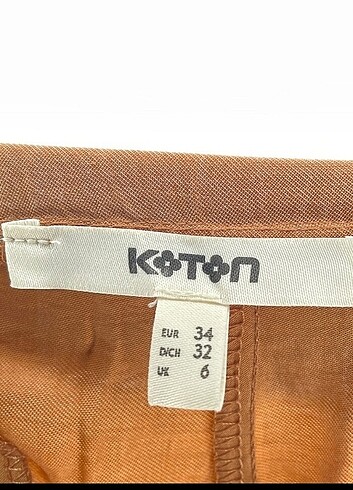 KOTON
EUR 34
D/CH 32
UK 6